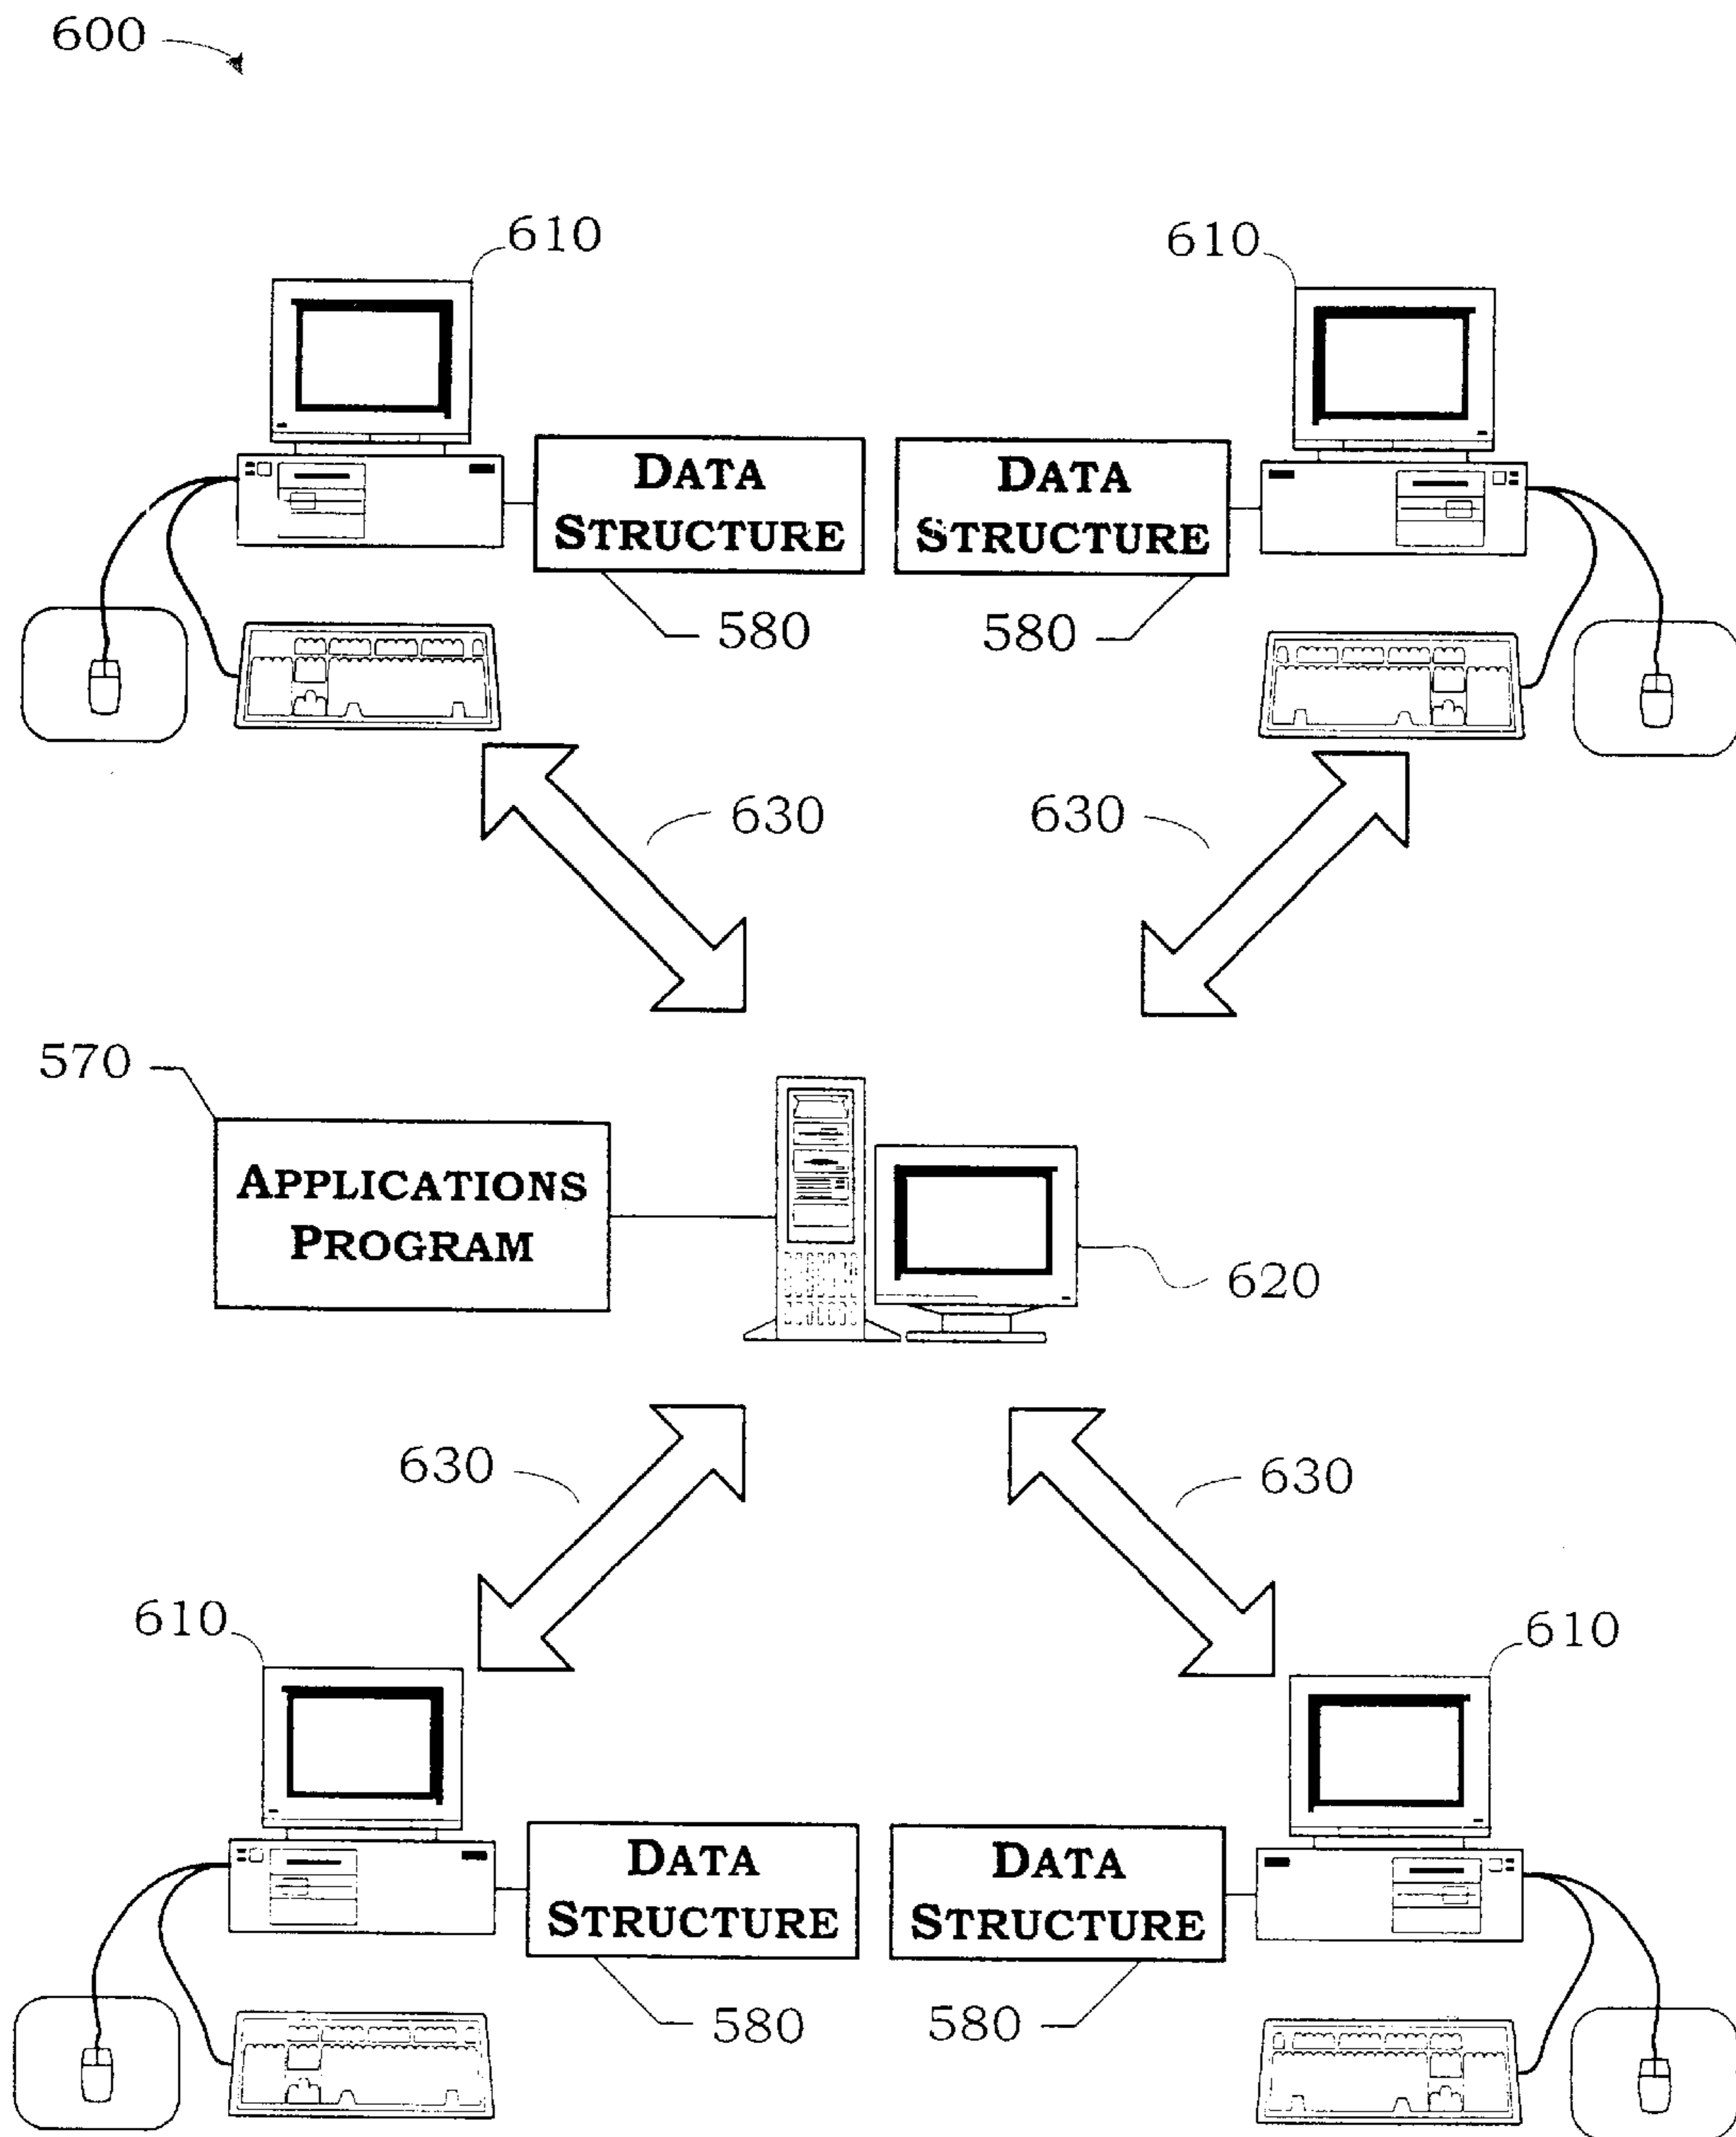 600
610
610
DATA
STRUCTURE
DATA
STRUCTURE
580
580
630
630
570
APPLICATIONS
PROGRAM
620
630
630
610
610
DATA
STRUCTURE
DATA
STRUCTURE
580
580